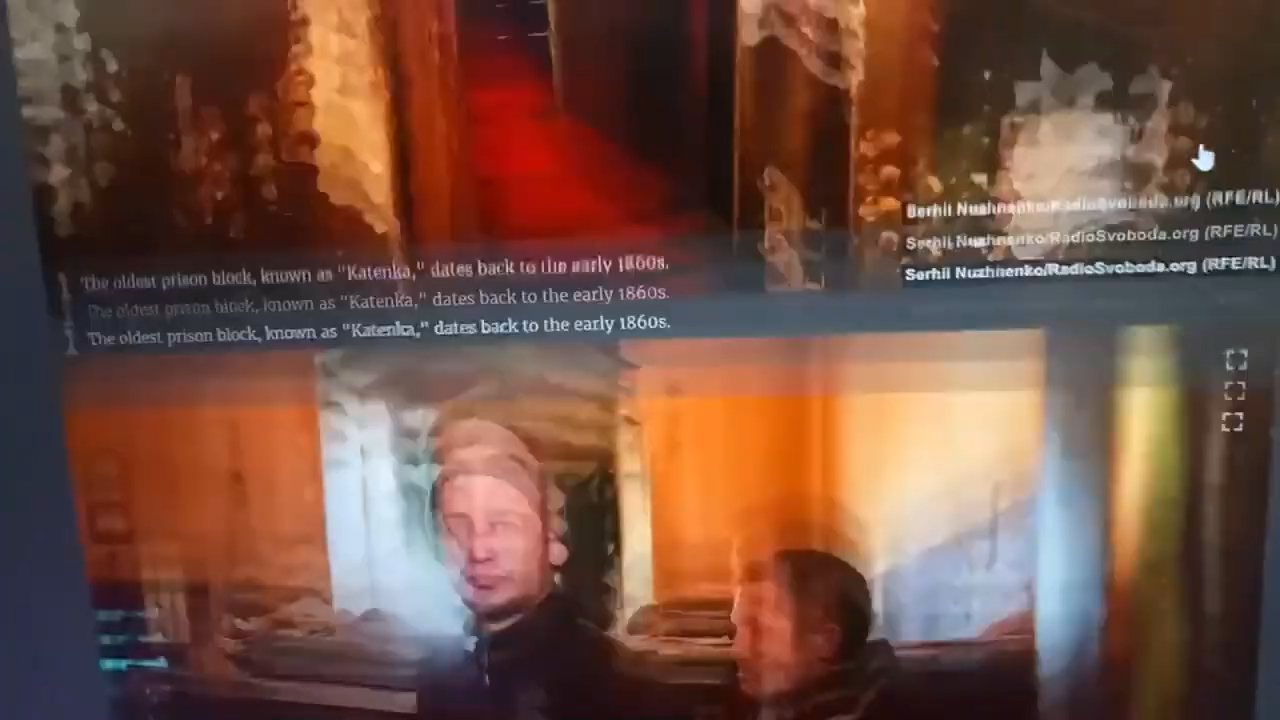 Serhii Nuzhnenko/RadioSvoboda.org (RFE/RL)
Serhii Nuzhnenko/RadioSvoboda.org (RFE/RL)
Serhii Nuzhnenko/RadioSvoboda.org (RFE/RL)
The oldest prison block, known as "Katenka," dates back to the early 1860s.
The oldest prison block, known as "Katenka," dates back to the early 1860s.
The oldest prison block, known as "Katenka," dates back to the early 1860s.